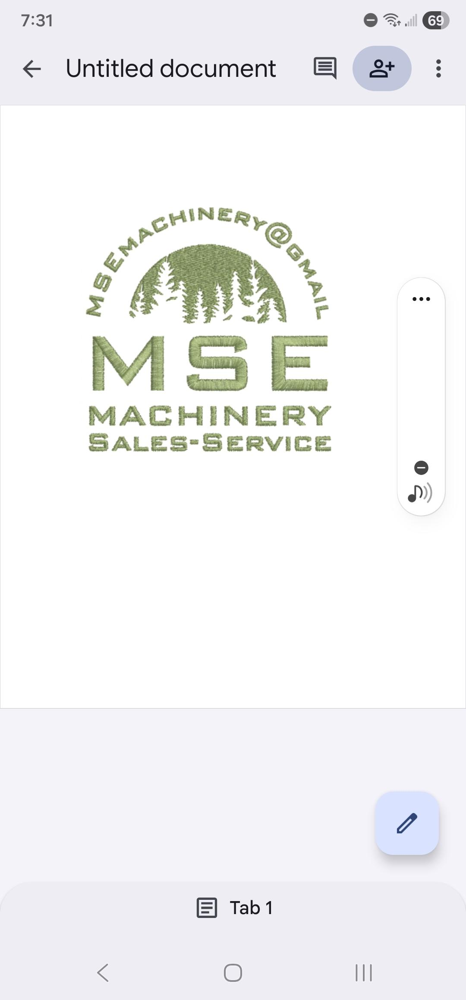 7:31
69
Untitled document
MSEMACHINERY@GMAIL
MSE
MACHINERY
SALES-SERVICE
Tab 1